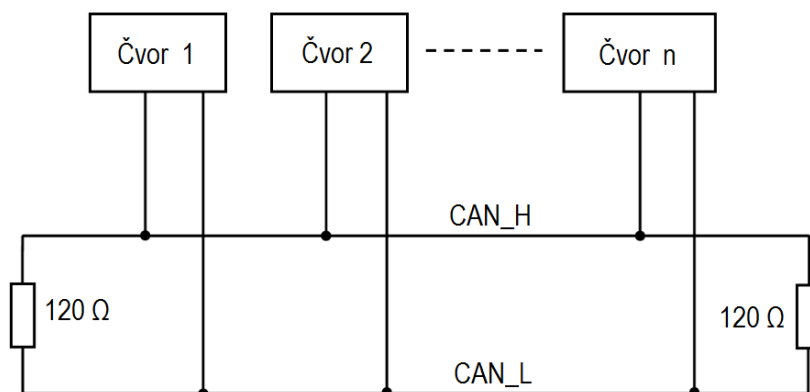 Čvor 1
Čvor 2
Čvor n
CAN_H
120 Ω
120 Ω
CAN_L